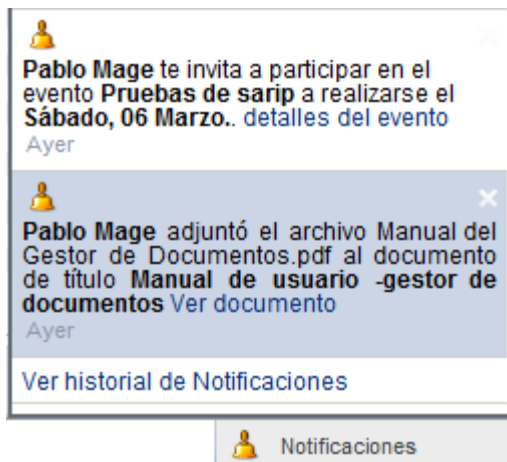 Pablo Mage te invita a participar en el
evento Pruebas de sarip a realizarse el
Sábado, 06 Marzo.. detalles del evento
Ayer
Pablo Mage adjuntó el archivo Manual del
Gestor de Documentos.pdf al documento
de título Manual de usuario -gestor de
documentos Ver documento
Ayer
Ver historial de Notificaciones
Notificaciones